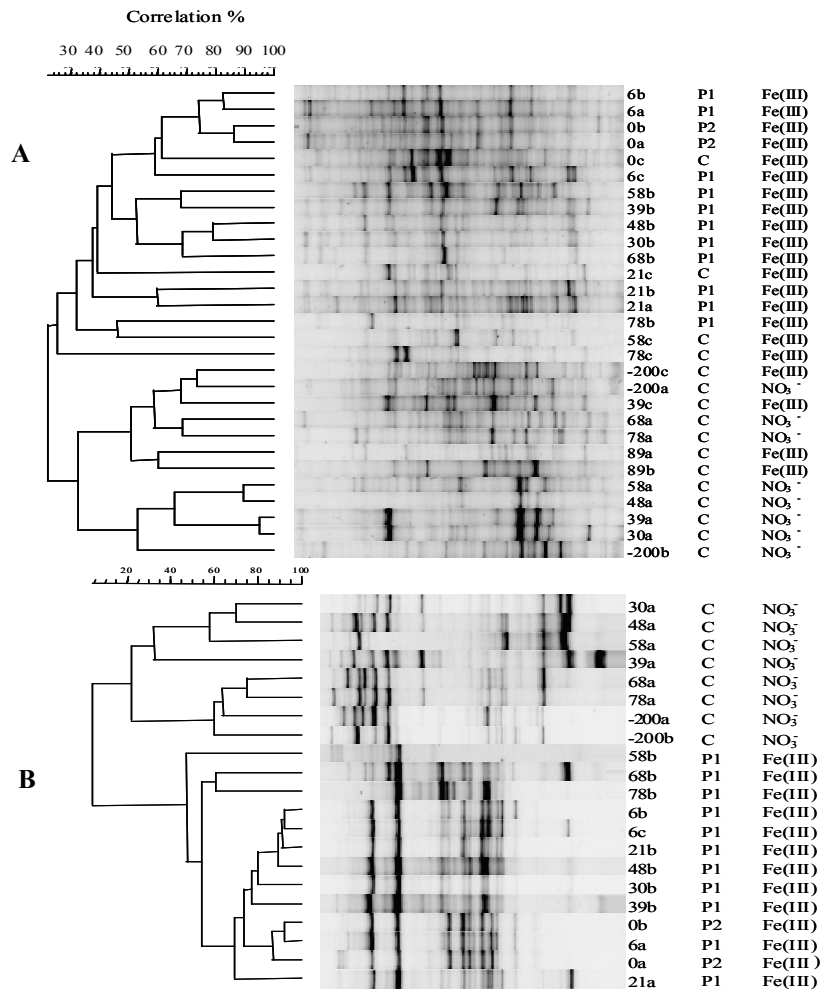 Correlation %
30 40 50 60 70 80 90 100
A
6b P1 Fe(III)
6a P1 Fe(III)
0b P2 Fe(III)
0a P2 Fe(III)
0c C Fe(III)
6c P1 Fe(III)
58b P1 Fe(III)
39b P1 Fe(III)
48b P1 Fe(III)
30b P1 Fe(III)
68b P1 Fe(III)
21c C Fe(III)
21b P1 Fe(III)
21a P1 Fe(III)
78b P1 Fe(III)
58c C Fe(III)
78c C Fe(III)
-200c C Fe(III)
-200a C NO₃⁻
39c C Fe(III)
68a C NO₃⁻
78a C NO₃⁻
89a C Fe(III)
89b C Fe(III)
58a C NO₃⁻
48a C NO₃⁻
39a C NO₃⁻
30a C NO₃⁻
-200b C NO₃⁻
20 40 60 80 100
B
30a C NO₃⁻
48a C NO₃⁻
58a C NO₃⁻
39a C NO₃⁻
68a C NO₃⁻
78a C NO₃⁻
-200a C NO₃⁻
-200b C NO₃⁻
58b P1 Fe(III)
68b P1 Fe(III)
78b P1 Fe(III)
6b P1 Fe(III)
6c P1 Fe(III)
21b P1 Fe(III)
48b P1 Fe(III)
30b P1 Fe(III)
39b P1 Fe(III)
0b P2 Fe(III)
6a P1 Fe(III)
0a P2 Fe(III)
21a P1 Fe(III)